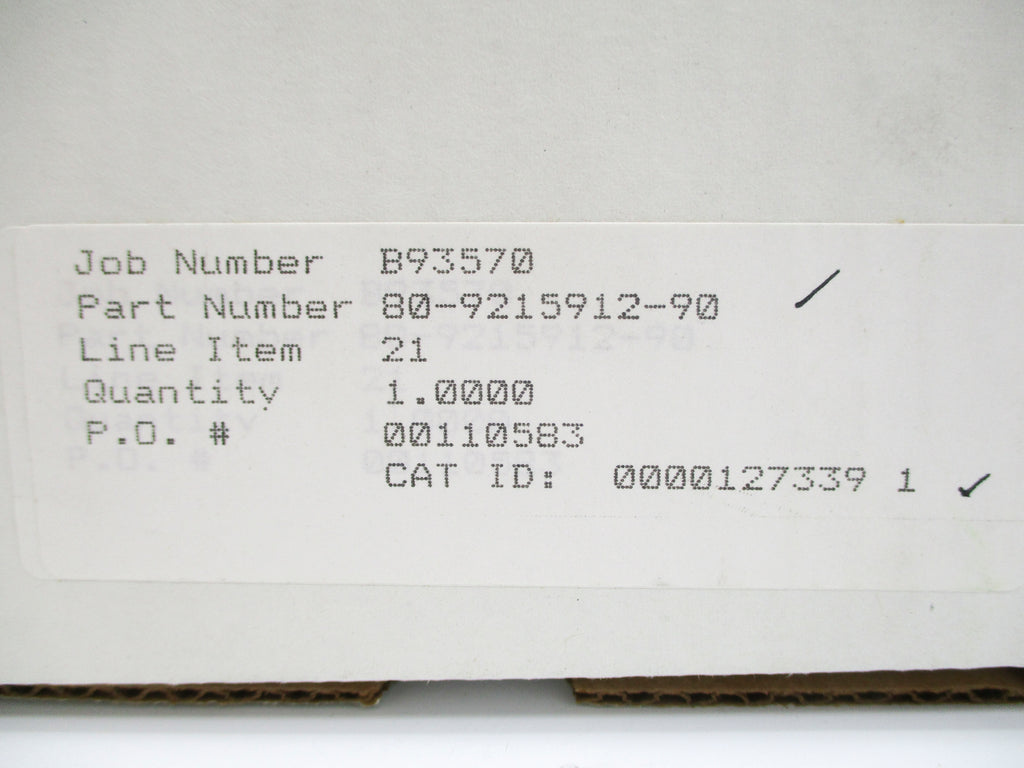 Job Number B93570
Part Number 80-9215912-90
Line Item 21
Quantity 1.0000
P.O. # 00110583
CAT ID: 0000127339 1